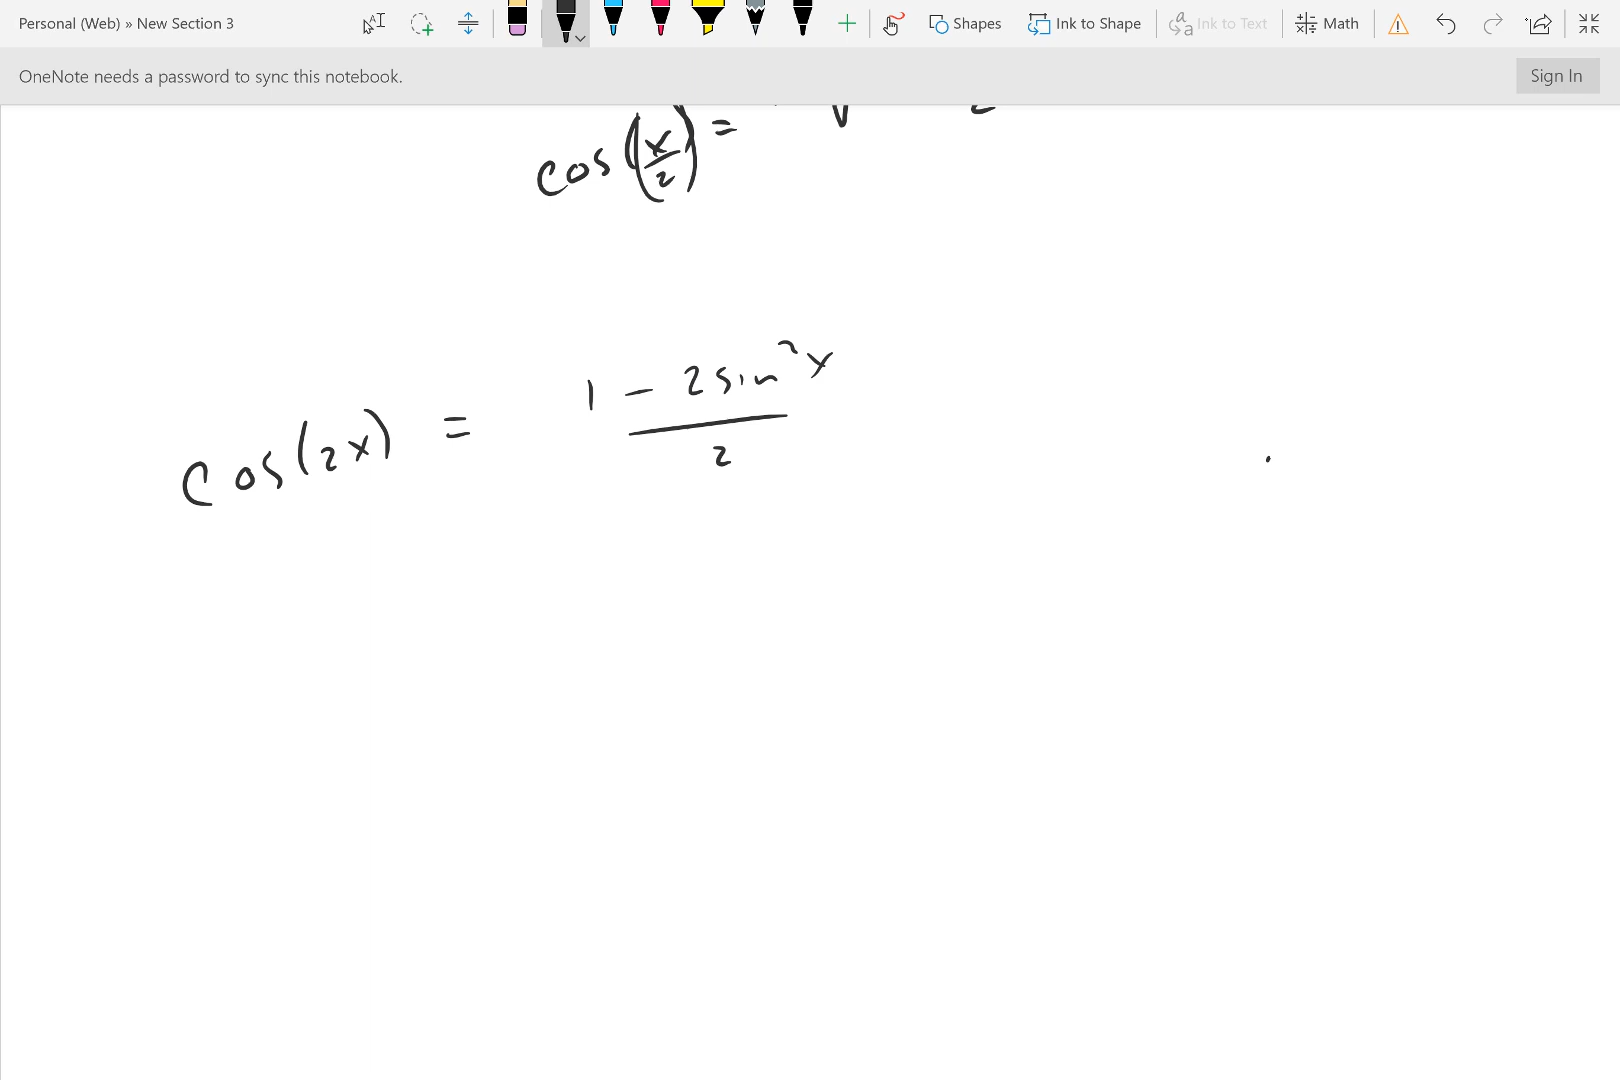 Personal (Web) » New Section 3 Shapes Ink to Shape Ink to Text Math
OneNote needs a password to sync this notebook. Sign In
cos(x/2) =
cos(2x) = (1 - 2sin²x)/2